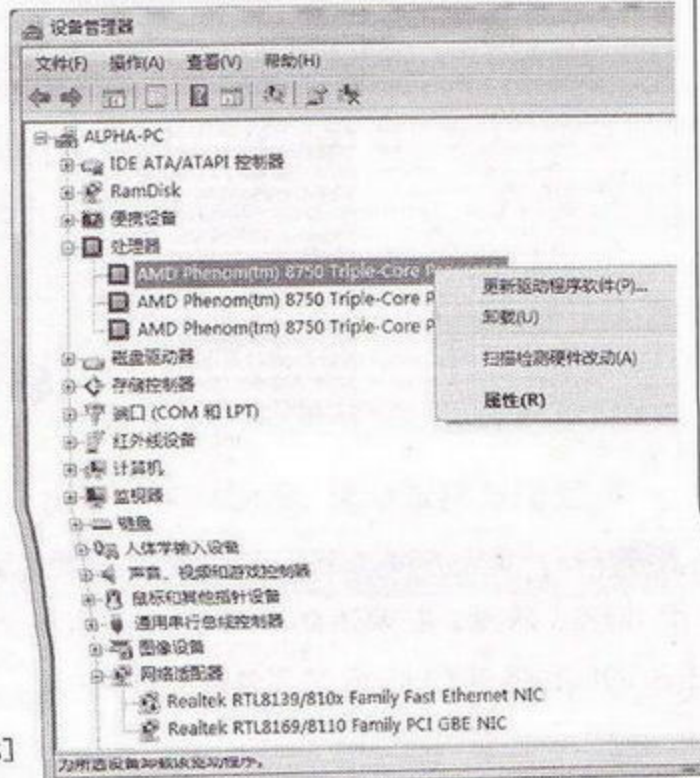 设备管理器
文件(F) 操作(A) 查看(V) 帮助(H)
ALPHA-PC
IDE ATA/ATAPI 控制器
RamDisk
便携设备
处理器
AMD Phenom(tm) 8750 Triple-Core P
AMD Phenom(tm) 8750 Triple-Core P
AMD Phenom(tm) 8750 Triple-Core P
更新驱动程序软件(P)...
卸载(U)
扫描检测硬件改动(A)
属性(R)
磁盘驱动器
存储控制器
端口 (COM 和 LPT)
红外线设备
计算机
监视器
键盘
人体学输入设备
声音、视频和游戏控制器
鼠标和其他指针设备
通用串行总线控制器
图像设备
网络适配器
Realtek RTL8139/810x Family Fast Ethernet NIC
Realtek RTL8169/8110 Family PCI GBE NIC
为所选设备卸载该驱动程序。
]